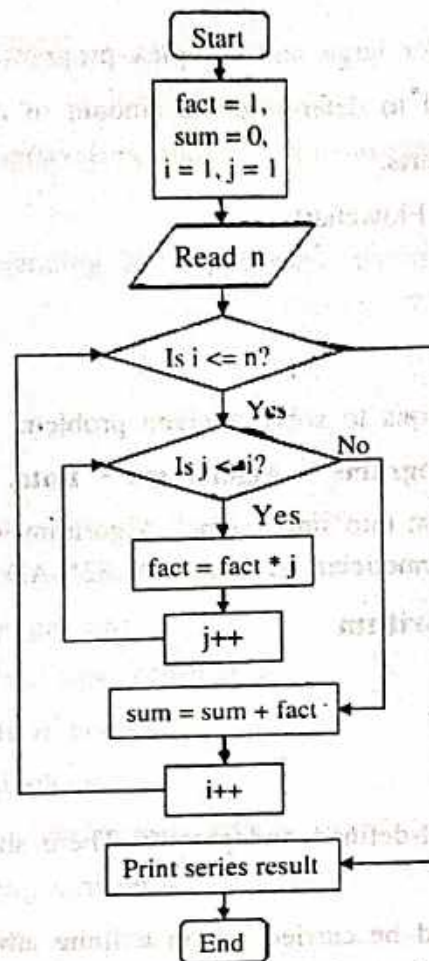 Start
fact = 1,
sum = 0,
i = 1, j = 1
Read n
Is i <= n?
Yes
Is j <= i?
No
Yes
fact = fact * j
j++
sum = sum + fact
i++
Print series result
End